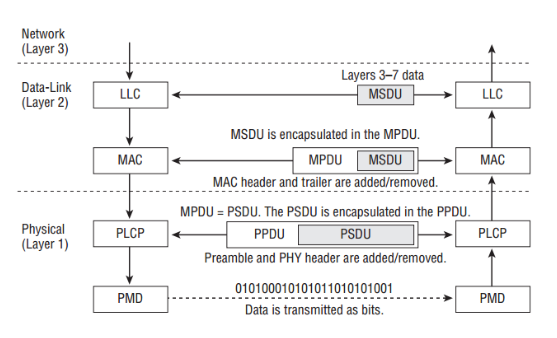 Network
(Layer 3)
Data-Link
(Layer 2)
Layers 3–7 data
LLC
MSDU
LLC
MSDU is encapsulated in the MPDU.
MAC
MPDU
MSDU
MAC
MAC header and trailer are added/removed.
MPDU = PSDU. The PSDU is encapsulated in the PPDU.
Physical
(Layer 1)
PLCP
PPDU
PSDU
PLCP
Preamble and PHY header are added/removed.
PMD
010100010101011010101001
PMD
Data is transmitted as bits.